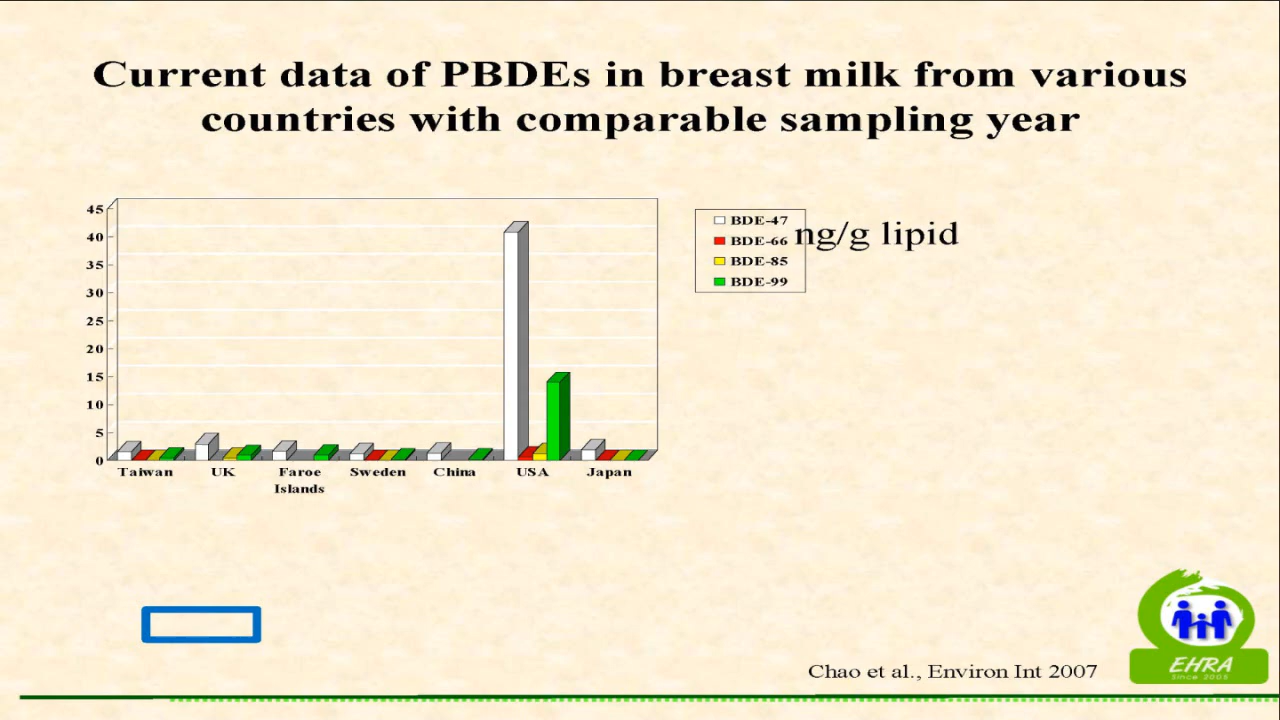 Current data of PBDEs in breast milk from various
countries with comparable sampling year
45
40
35
30
25
20
15
10
5
0
Taiwan UK Faroe Islands Sweden China USA Japan
BDE-47
BDE-66
BDE-85
BDE-99
ng/g lipid
Chao et al., Environ Int 2007
EHRA
Since 2005